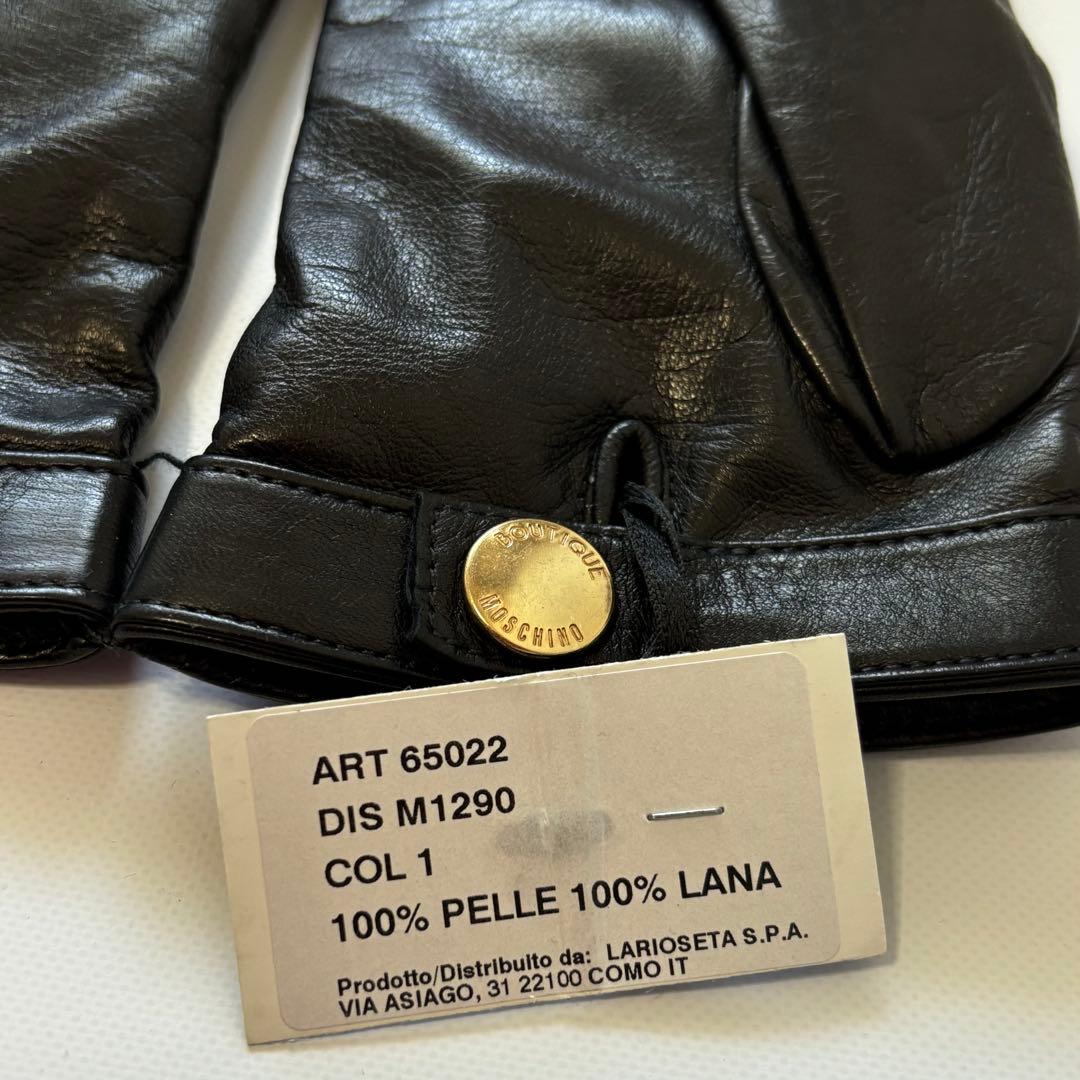 BOUTIQUE
MOSCHINO
ART 65022
DIS M1290
COL 1
100% PELLE 100% LANA
Prodotto/Distribuito da: LARIOSETA S.P.A.
VIA ASIAGO, 31 22100 COMO IT